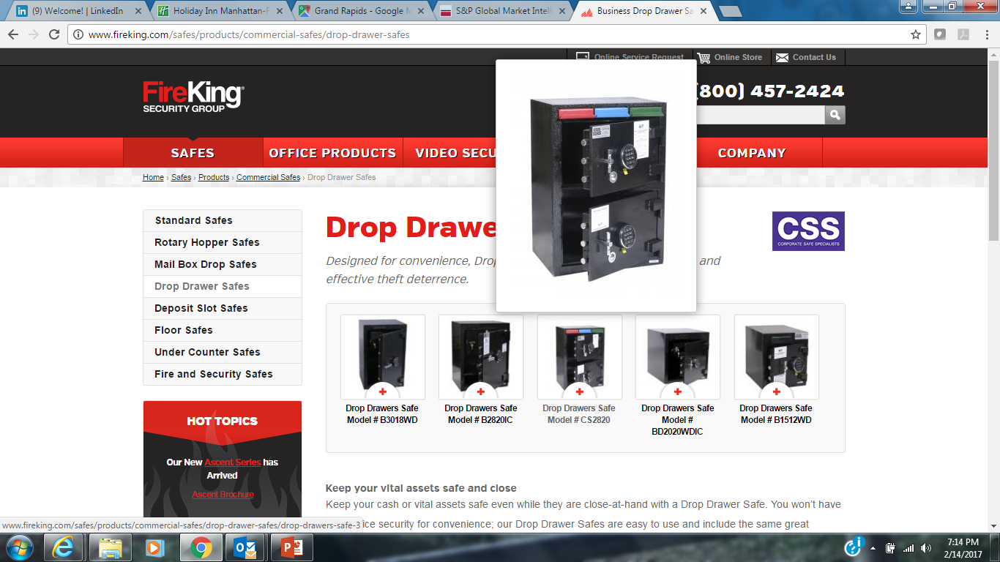 (9) Welcome! | LinkedIn
Holiday Inn Manhattan-F
Grand Rapids - Google M
S&P Global Market Intell
Business Drop Drawer Sa
www.fireking.com/safes/products/commercial-safes/drop-drawer-safes
Online Service Request
Online Store
Contact Us
FireKing®
SECURITY GROUP
(800) 457-2424
SAFES
OFFICE PRODUCTS
VIDEO SECU
COMPANY
Home › Safes › Products › Commercial Safes › Drop Drawer Safes
Standard Safes
Rotary Hopper Safes
Mail Box Drop Safes
Drop Drawer Safes
Deposit Slot Safes
Floor Safes
Under Counter Safes
Fire and Security Safes
Drop Drawe
CSS
CORPORATE SAFE SPECIALISTS
Designed for convenience, Dro
and
effective theft deterrence.
CSS
Drop Drawers Safe
Model # B3018WD
Drop Drawers Safe
Model # B2820IC
Drop Drawers Safe
Model # CS2820
Drop Drawers Safe
Model #
BD2020WDIC
Drop Drawers Safe
Model # B1512WD
HOT TOPICS
Our New Ascent Series has
Arrived
Ascent Brochure
Keep your vital assets safe and close
Keep your cash or vital assets safe even while they are close-at-hand with a Drop Drawer Safe. You won't have
ice security for convenience; our Drop Drawer Safes are easy to use and include the same great
www.fireking.com/safes/products/commercial-safes/drop-drawer-safes/drop-drawers-safe-3
7:14 PM
2/14/2017